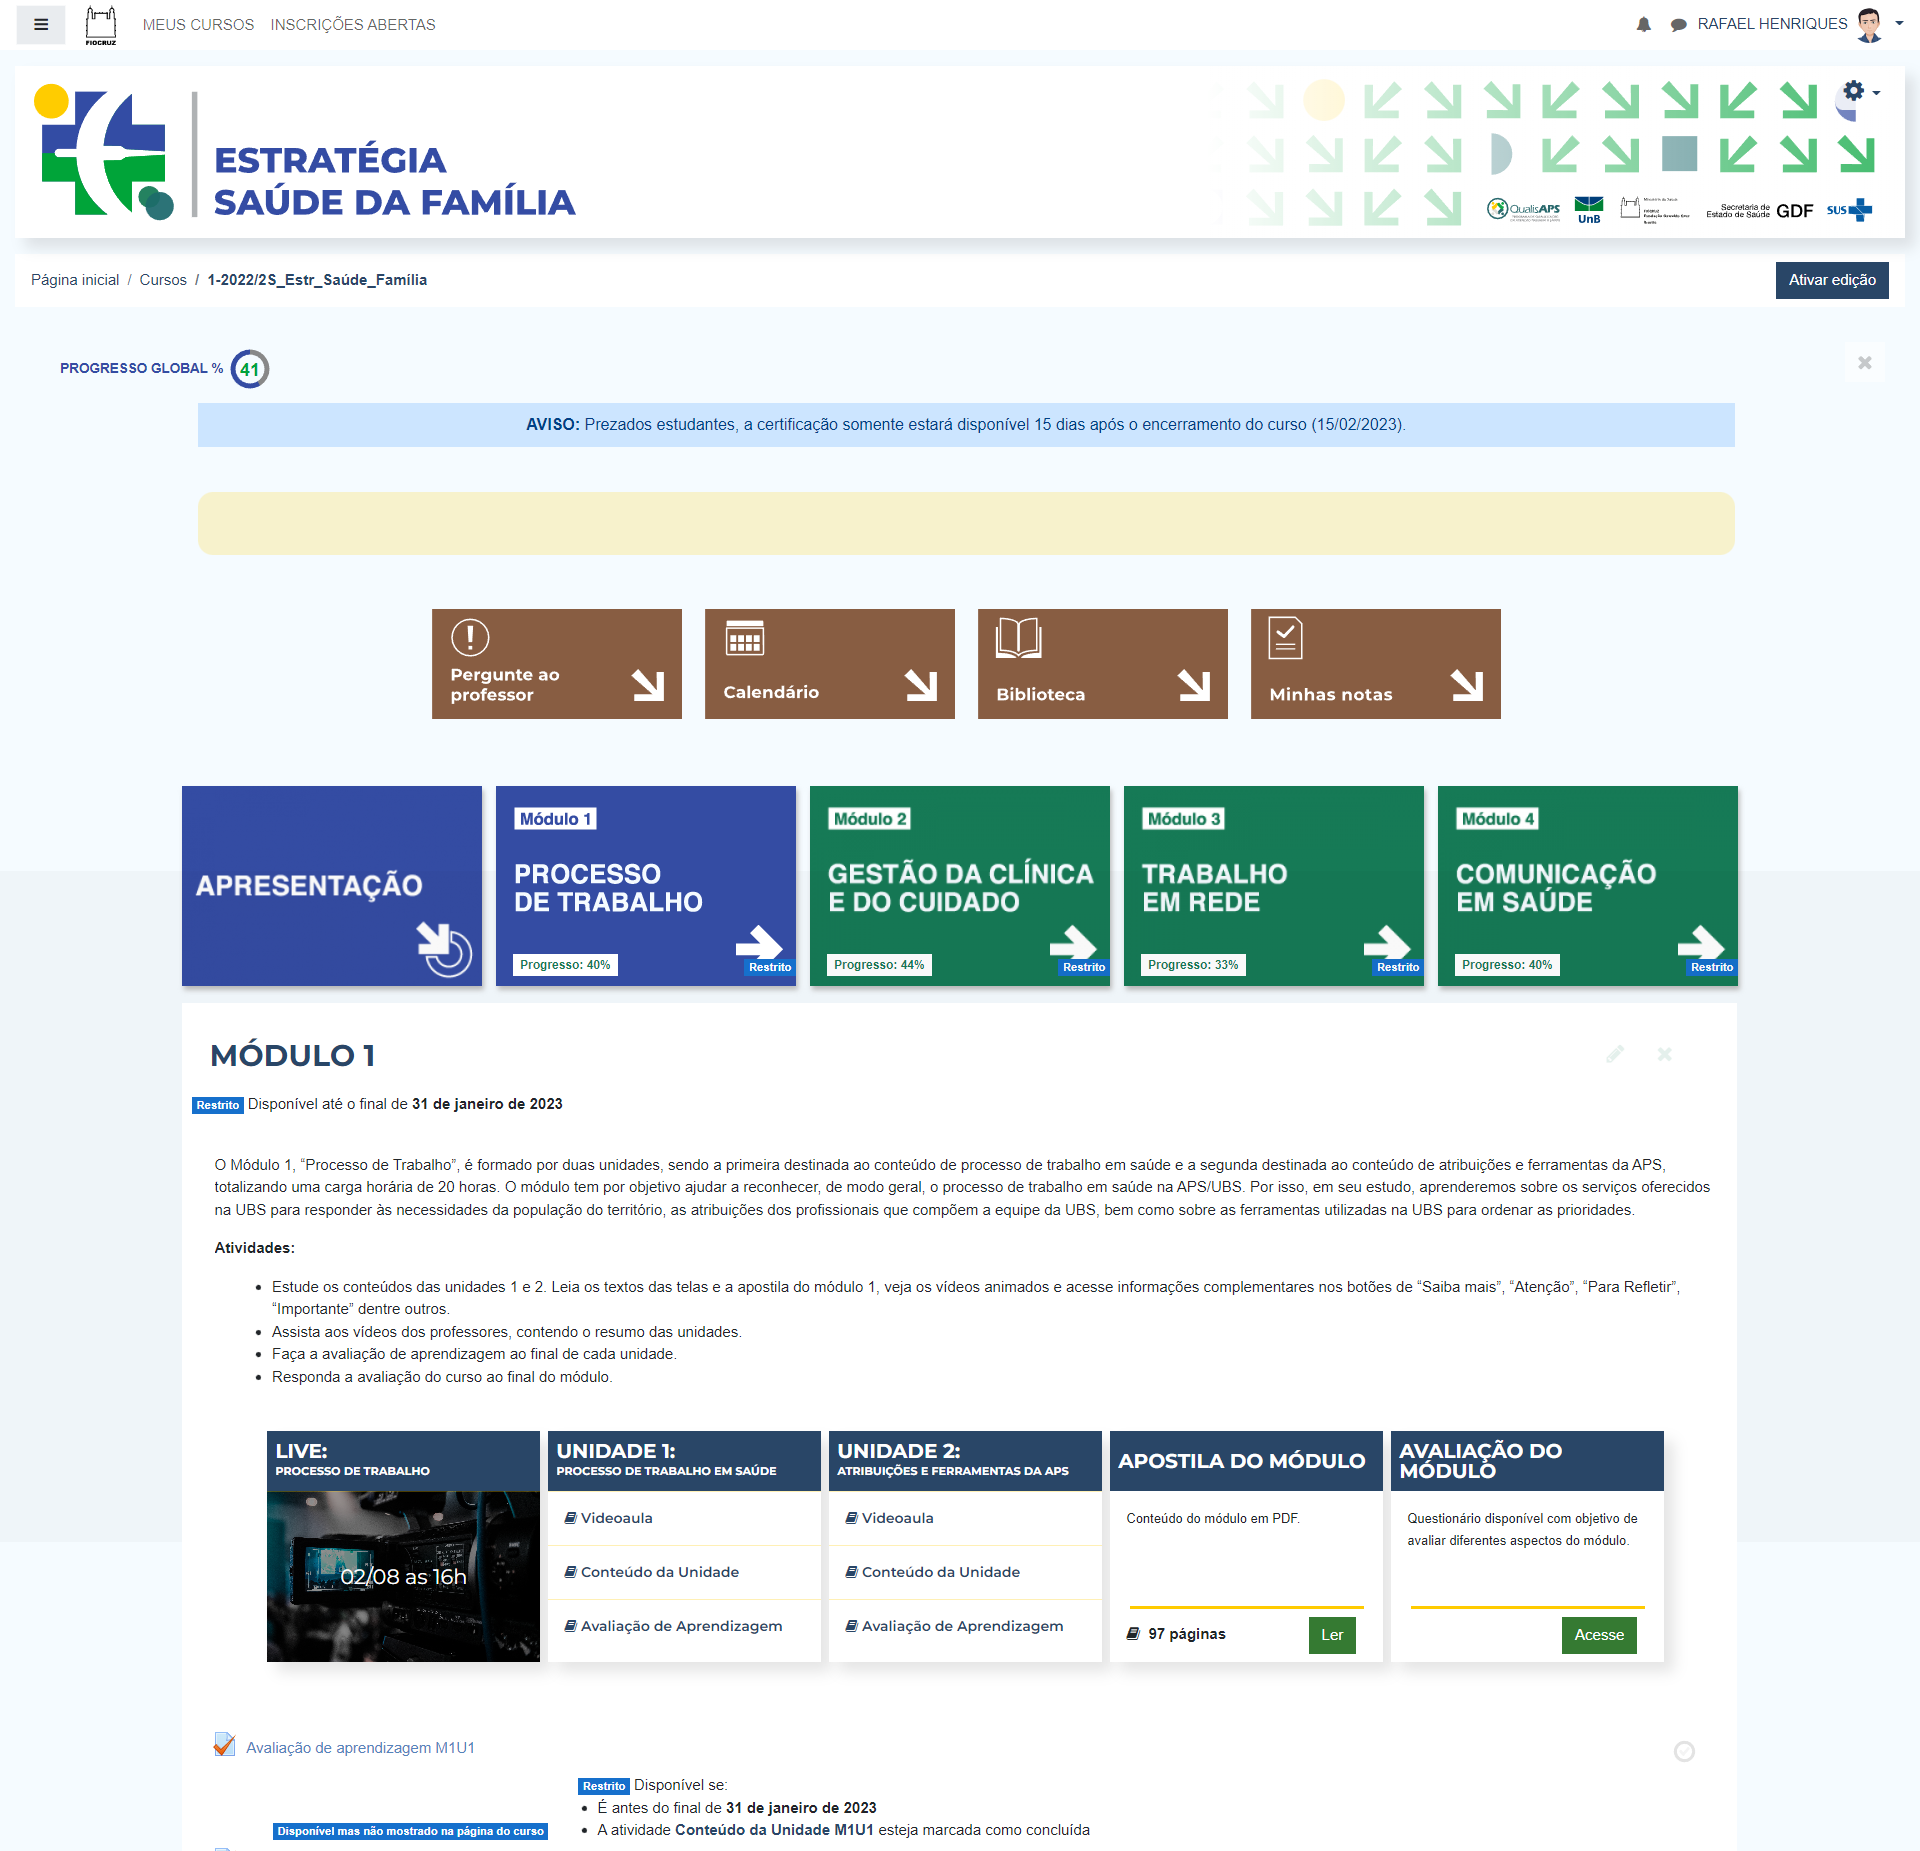 FIOCRUZ
MEUS CURSOS INSCRIÇÕES ABERTAS
RAFAEL HENRIQUES
ESTRATÉGIA
SAÚDE DA FAMÍLIA
QualisAPS
UnB
Secretaria de
Estado de Saúde
GDF
SUS
Página inicial / Cursos / 1-2022/2S_Estr_Saúde_Família
Ativar edição
PROGRESSO GLOBAL % 41
AVISO: Prezados estudantes, a certificação somente estará disponível 15 dias após o encerramento do curso (15/02/2023).
Pergunte ao
professor
Calendário
Biblioteca
Minhas notas
APRESENTAÇÃO
Módulo 1
PROCESSO
DE TRABALHO
Progresso: 40%
Restrito
Módulo 2
GESTÃO DA CLÍNICA
E DO CUIDADO
Progresso: 44%
Restrito
Módulo 3
TRABALHO
EM REDE
Progresso: 33%
Restrito
Módulo 4
COMUNICAÇÃO
EM SAÚDE
Progresso: 40%
Restrito
MÓDULO 1
Restrito Disponível até o final de 31 de janeiro de 2023
O Módulo 1, “Processo de Trabalho”, é formado por duas unidades, sendo a primeira destinada ao conteúdo de processo de trabalho em saúde e a segunda destinada ao conteúdo de atribuições e ferramentas da APS,
totalizando uma carga horária de 20 horas. O módulo tem por objetivo ajudar a reconhecer, de modo geral, o processo de trabalho em saúde na APS/UBS. Por isso, em seu estudo, aprenderemos sobre os serviços oferecidos
na UBS para responder às necessidades da população do território, as atribuições dos profissionais que compõem a equipe da UBS, bem como sobre as ferramentas utilizadas na UBS para ordenar as prioridades.
Atividades:
• Estude os conteúdos das unidades 1 e 2. Leia os textos das telas e a apostila do módulo 1, veja os vídeos animados e acesse informações complementares nos botões de “Saiba mais”, “Atenção”, “Para Refletir”,
“Importante” dentre outros.
• Assista aos vídeos dos professores, contendo o resumo das unidades.
• Faça a avaliação de aprendizagem ao final de cada unidade.
• Responda a avaliação do curso ao final do módulo.
LIVE:
PROCESSO DE TRABALHO
02/08 as 16h
UNIDADE 1:
PROCESSO DE TRABALHO EM SAÚDE
Videoaula
Conteúdo da Unidade
Avaliação de Aprendizagem
UNIDADE 2:
ATRIBUIÇÕES E FERRAMENTAS DA APS
Videoaula
Conteúdo da Unidade
Avaliação de Aprendizagem
APOSTILA DO MÓDULO
Conteúdo do módulo em PDF.
97 páginas
Ler
AVALIAÇÃO DO
MÓDULO
Questionário disponível com objetivo de
avaliar diferentes aspectos do módulo.
Acesse
Avaliação de aprendizagem M1U1
Restrito Disponível se:
• É antes do final de 31 de janeiro de 2023
Disponível mas não mostrado na página do curso
• A atividade Conteúdo da Unidade M1U1 esteja marcada como concluída